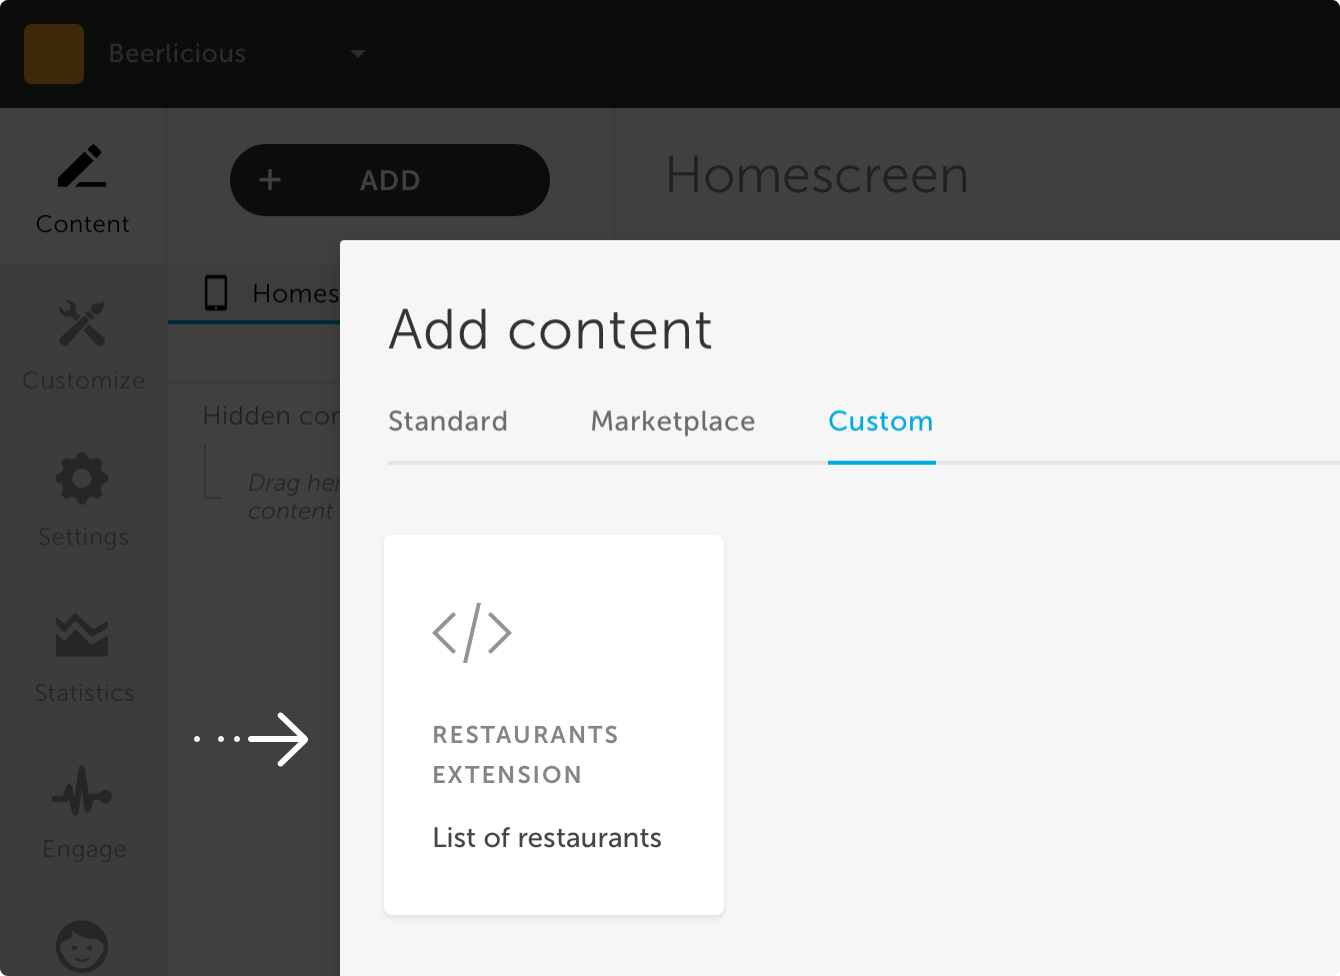 Beerlicious
Content
Customize
Settings
Statistics
Engage
+ ADD
Homescreen
Homes
Hidden cor
Drag her
content
Add content
Standard Marketplace Custom
</>
RESTAURANTS
EXTENSION
List of restaurants